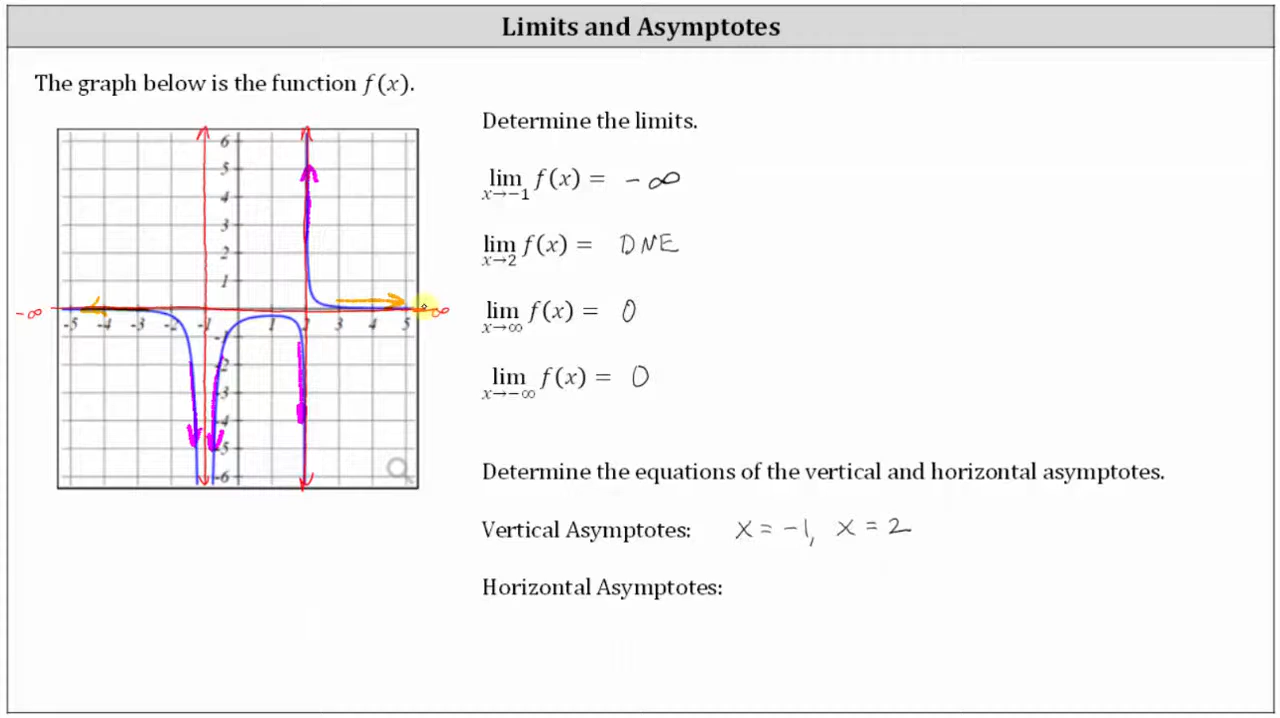 Limits and Asymptotes
The graph below is the function f(x).
Determine the limits.
lim x→−1 f(x) = −∞
lim x→2 f(x) = DNE
lim x→∞ f(x) = 0
lim x→−∞ f(x) = 0
6
5
4
3
2
1
−∞ ∞
-5 -4 -3 -2 -1 1 2 3 4 5
-1
-2
-3
-4
-5
-6
Determine the equations of the vertical and horizontal asymptotes.
Vertical Asymptotes: x = −1, x = 2
Horizontal Asymptotes: